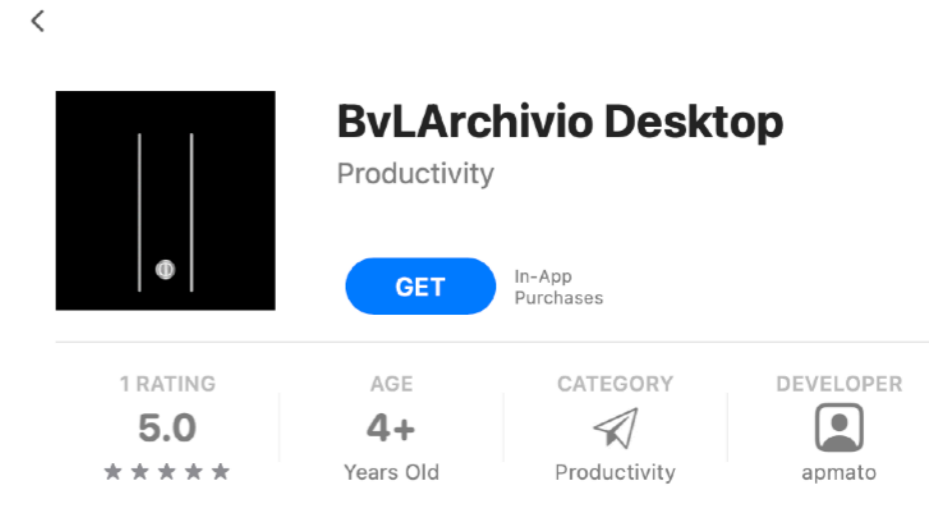 BvLArchivio Desktop
Productivity
GET
In-App
Purchases
1 RATING
5.0
Years Old
AGE
4+
CATEGORY
Productivity
DEVELOPER
apmato